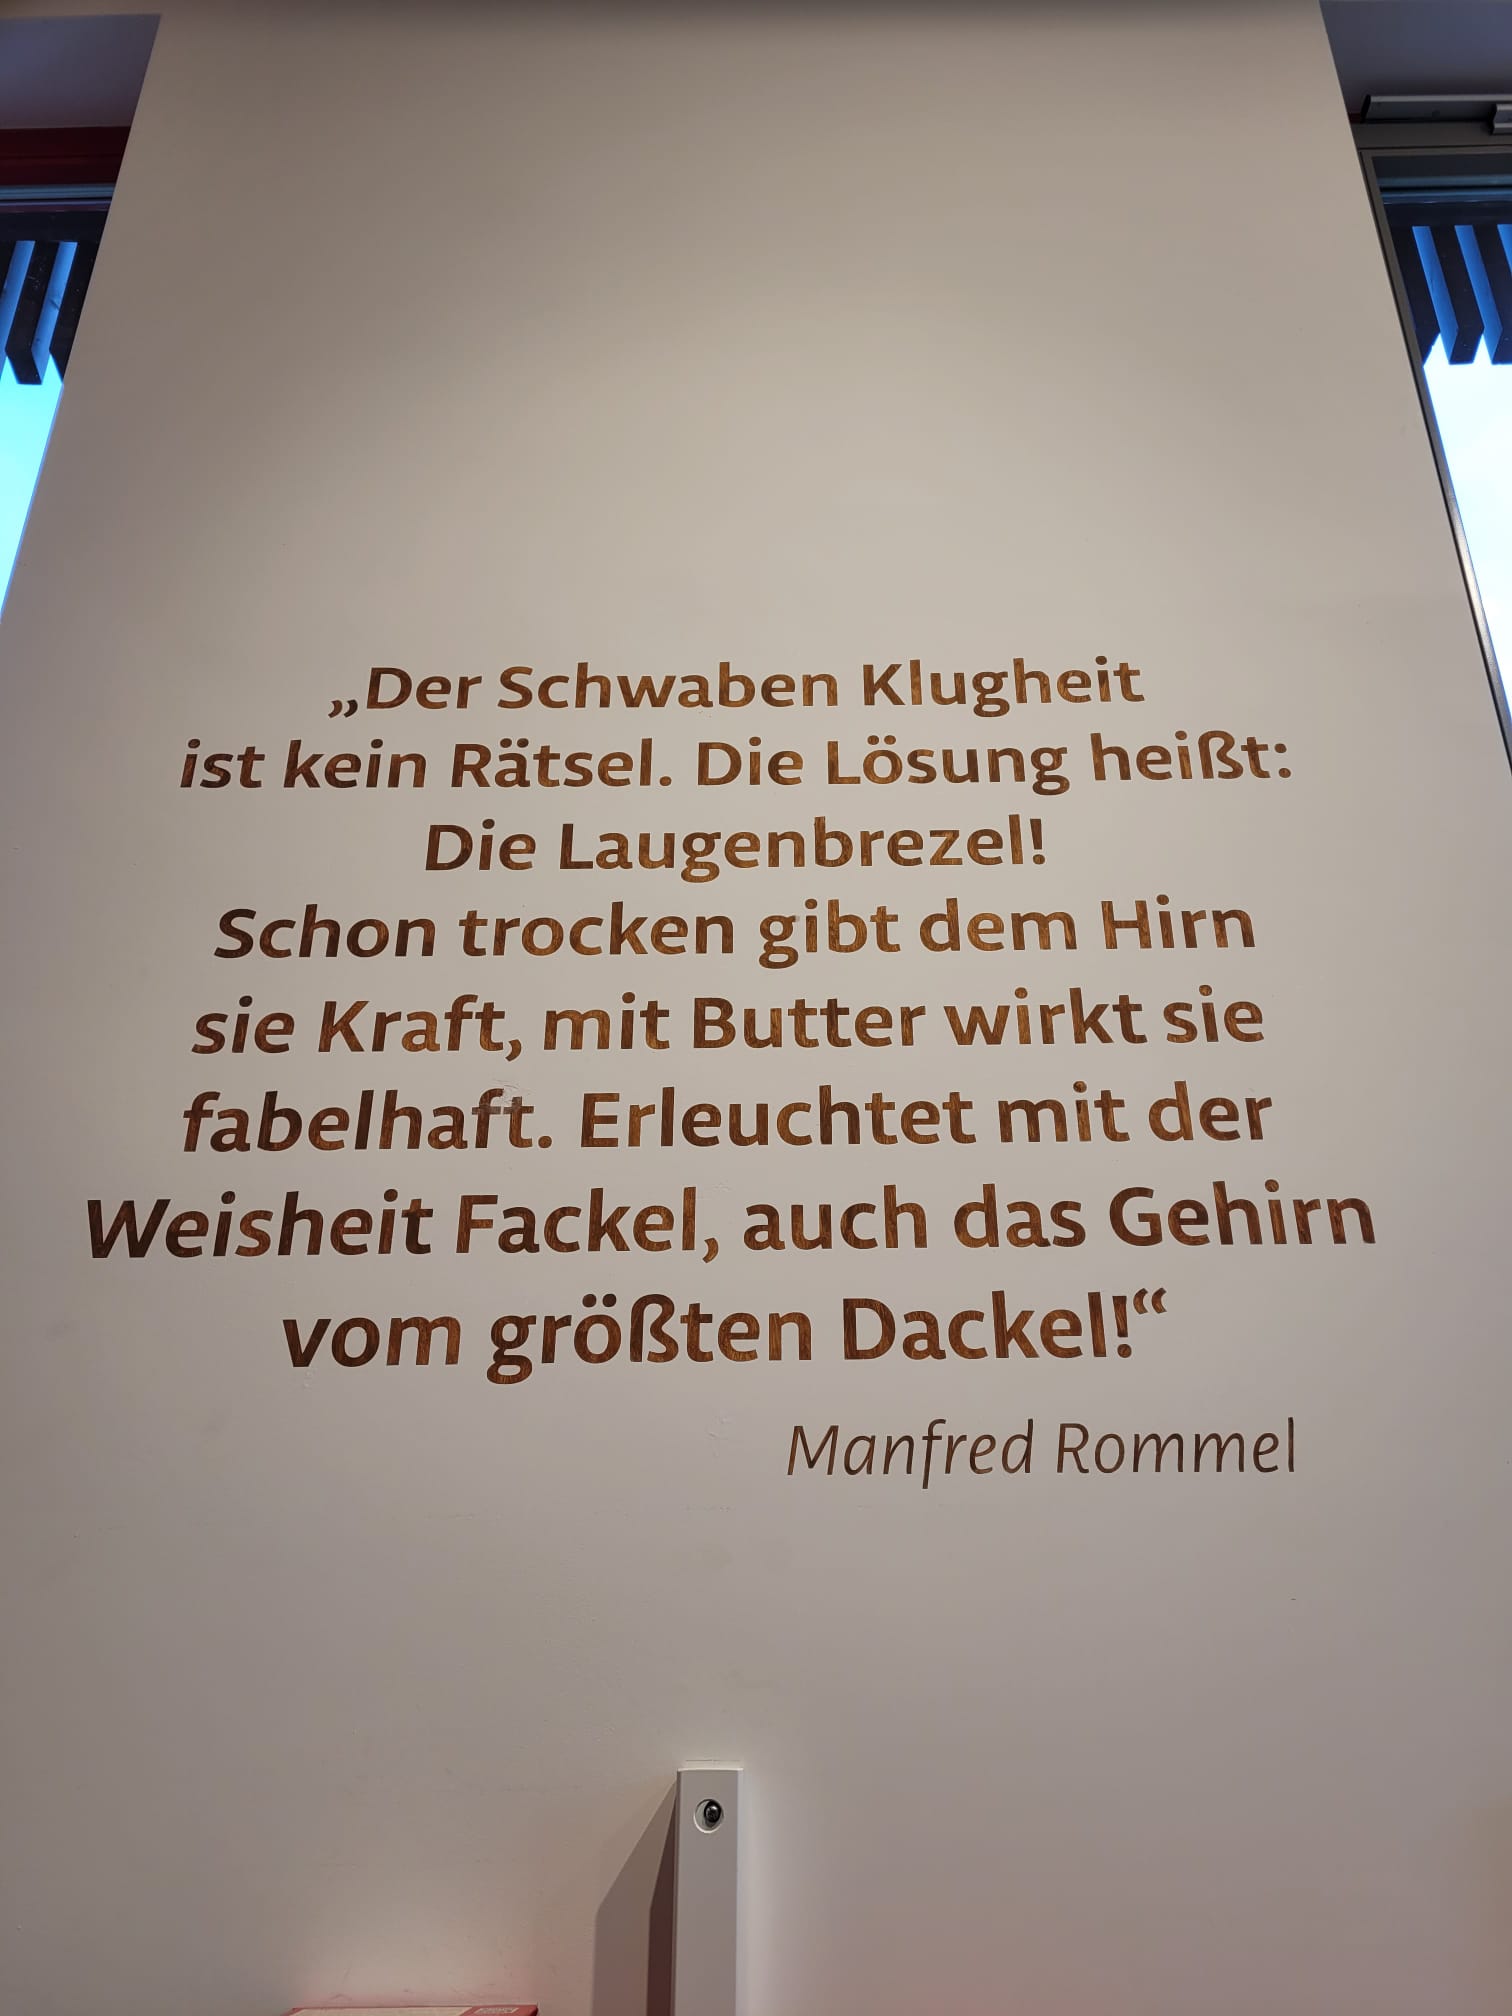 „Der Schwaben Klugheit
ist kein Rätsel. Die Lösung heißt:
Die Laugenbrezel!
Schon trocken gibt dem Hirn
sie Kraft, mit Butter wirkt sie
fabelhaft. Erleuchtet mit der
Weisheit Fackel, auch das Gehirn
vom größten Dackel!“
Manfred Rommel